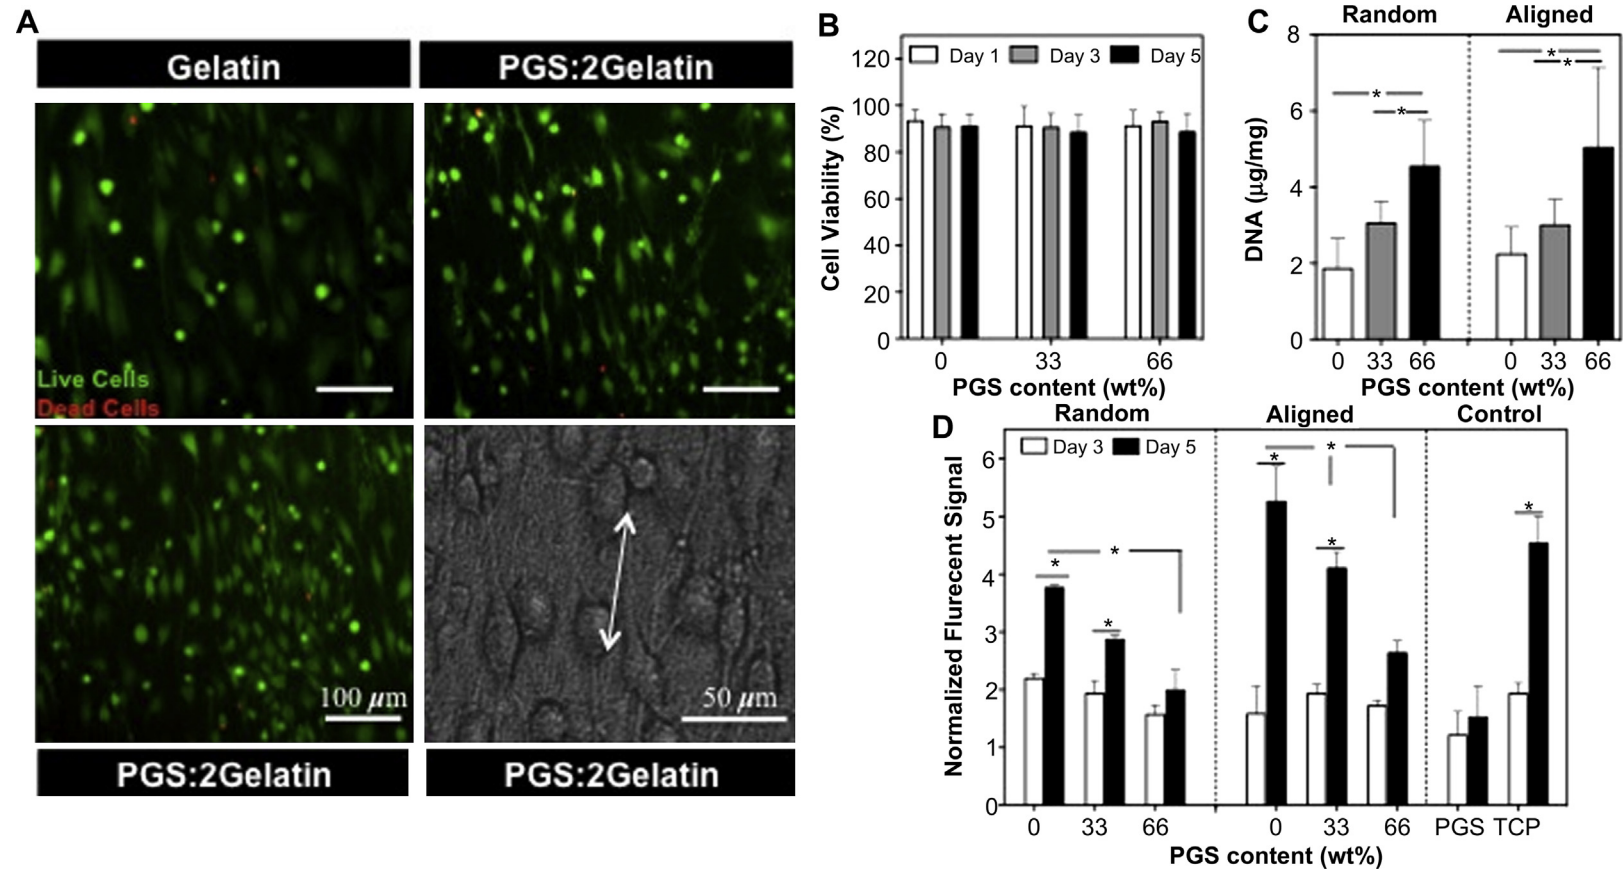 A
Gelatin
PGS:2Gelatin
Live Cells
Dead Cells
100 μm
50 μm
PGS:2Gelatin
PGS:2Gelatin
B
Day 1
Day 3
Day 5
Cell Viability (%)
120
100
80
60
40
20
0
0
33
66
PGS content (wt%)
C
Random
Aligned
DNA (μg/mg)
8
6
4
2
0
*
*
*
*
0
33
66
0
33
66
PGS content (wt%)
D
Random
Aligned
Control
Day 3
Day 5
Normalized Flurecent Signal
6
5
4
3
2
1
0
*
*
*
*
*
*
*
0
33
66
0
33
66
PGS TCP
PGS content (wt%)